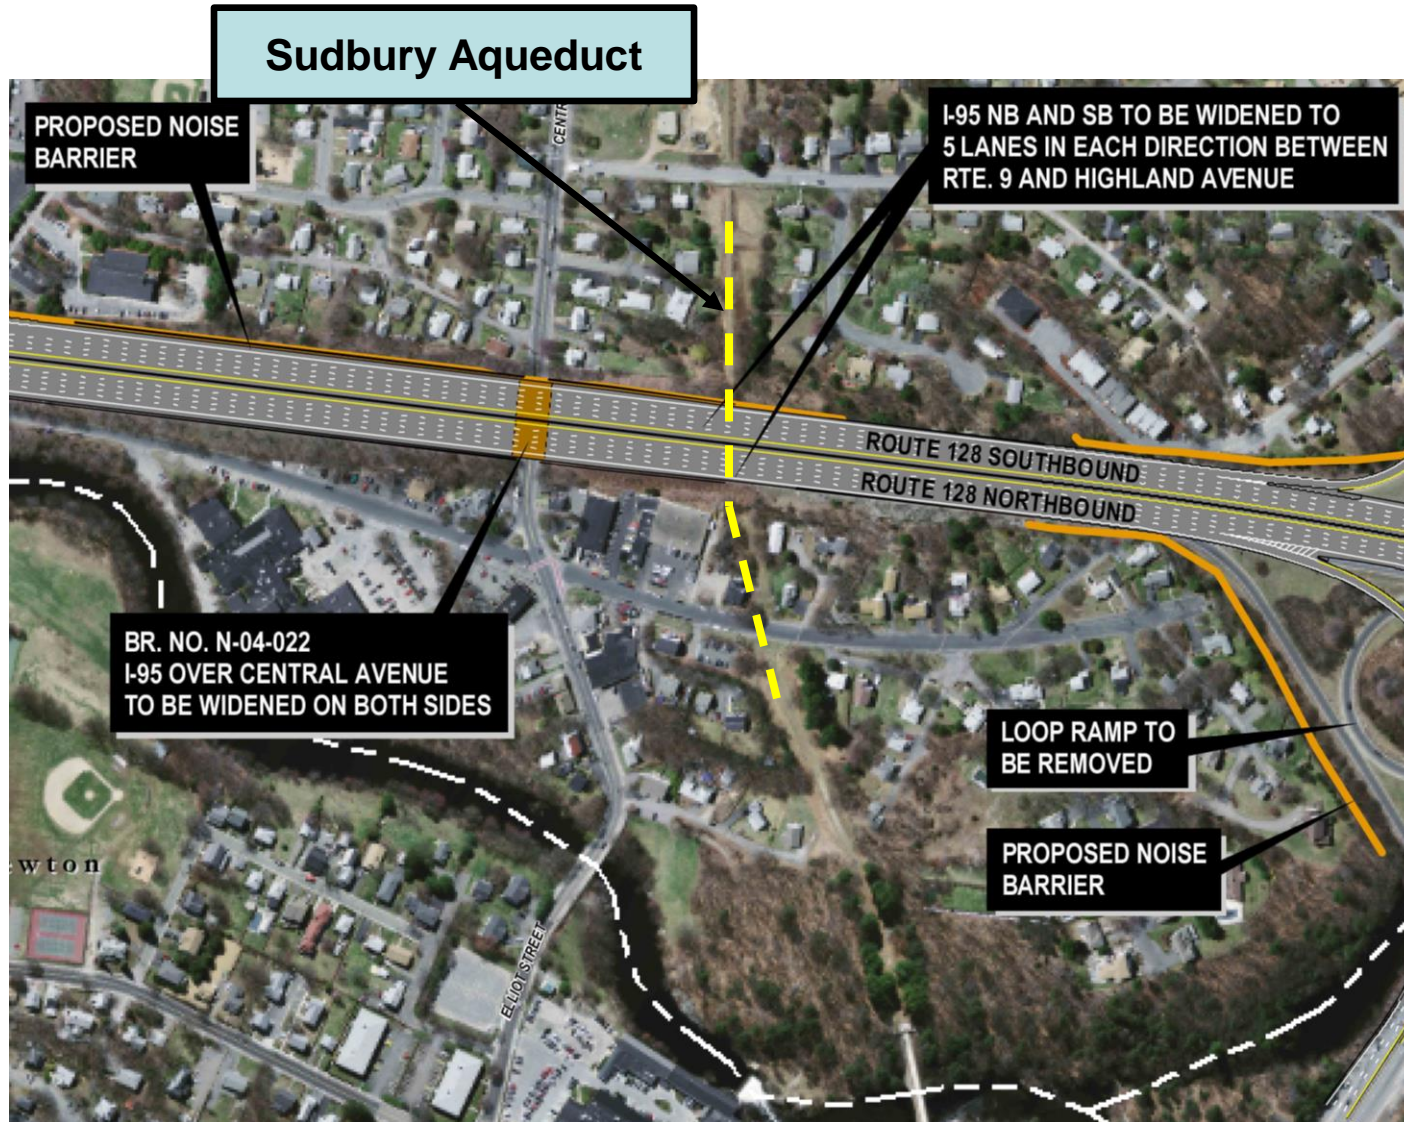 Sudbury Aqueduct
PROPOSED NOISE
BARRIER
CENTR
I-95 NB AND SB TO BE WIDENED TO
5 LANES IN EACH DIRECTION BETWEEN
RTE. 9 AND HIGHLAND AVENUE
ROUTE 128 SOUTHBOUND
ROUTE 128 NORTHBOUND
BR. NO. N-04-022
I-95 OVER CENTRAL AVENUE
TO BE WIDENED ON BOTH SIDES
LOOP RAMP TO
BE REMOVED
PROPOSED NOISE
BARRIER
ewton
ELLIOT STREET